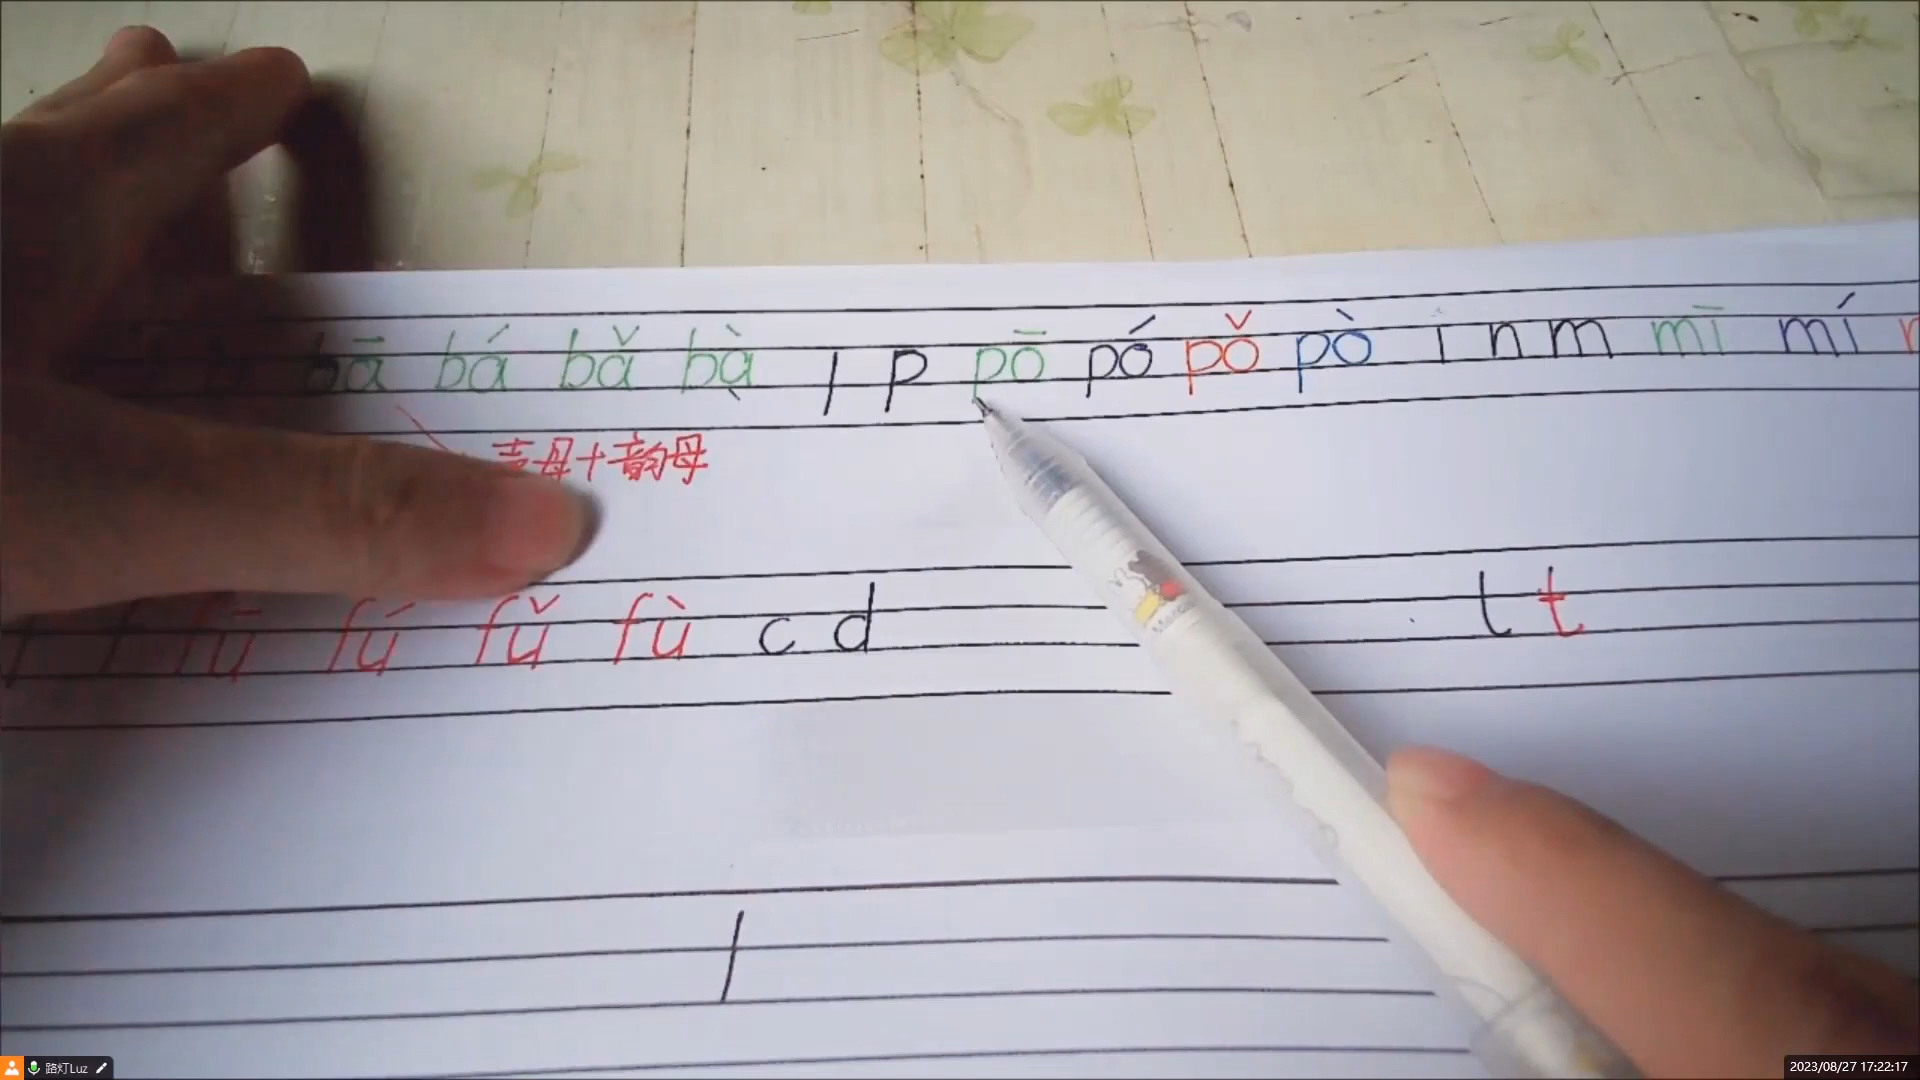 b bā bá bǎ bà l p pō pó pǒ pò i n m mī mí
声母+韵母
f fū fú fǔ fù c d l t
l
路灯Luz
2023/08/27 17:22:17